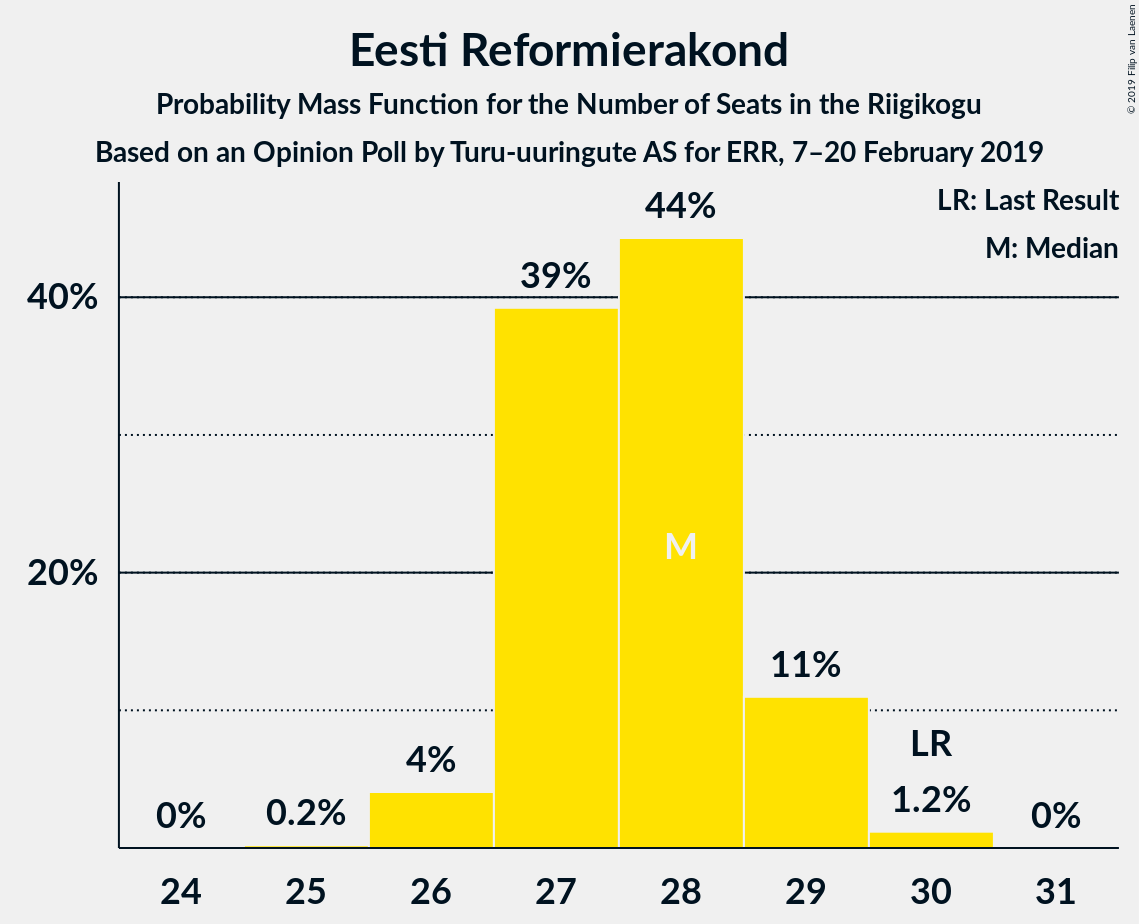 Eesti Reformierakond
Probability Mass Function for the Number of Seats in the Riigikogu
Based on an Opinion Poll by Turu-uuringute AS for ERR, 7–20 February 2019
© 2019 Filip van Laenen
LR: Last Result
M: Median
40%
20%
0%
0.2%
4%
39%
44%
M
11%
LR
1.2%
0%
24 25 26 27 28 29 30 31